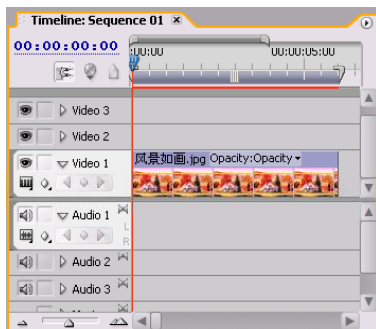 Timeline: Sequence 01
00:00:00:00
:00:00
00:00:05:00
Video 3
Video 2
Video 1
风景如画.jpg Opacity:Opacity
Audio 1
L
R
Audio 2
Audio 3